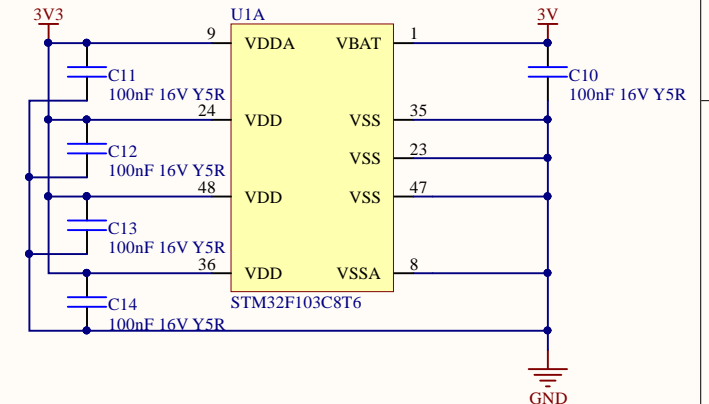 3V3
U1A
3V
9
VDDA
VBAT
1
C11
100nF 16V Y5R
C10
100nF 16V Y5R
24
VDD
VSS
35
C12
100nF 16V Y5R
VSS
23
48
VDD
VSS
47
C13
100nF 16V Y5R
36
VDD
VSSA
8
C14
100nF 16V Y5R
STM32F103C8T6
GND